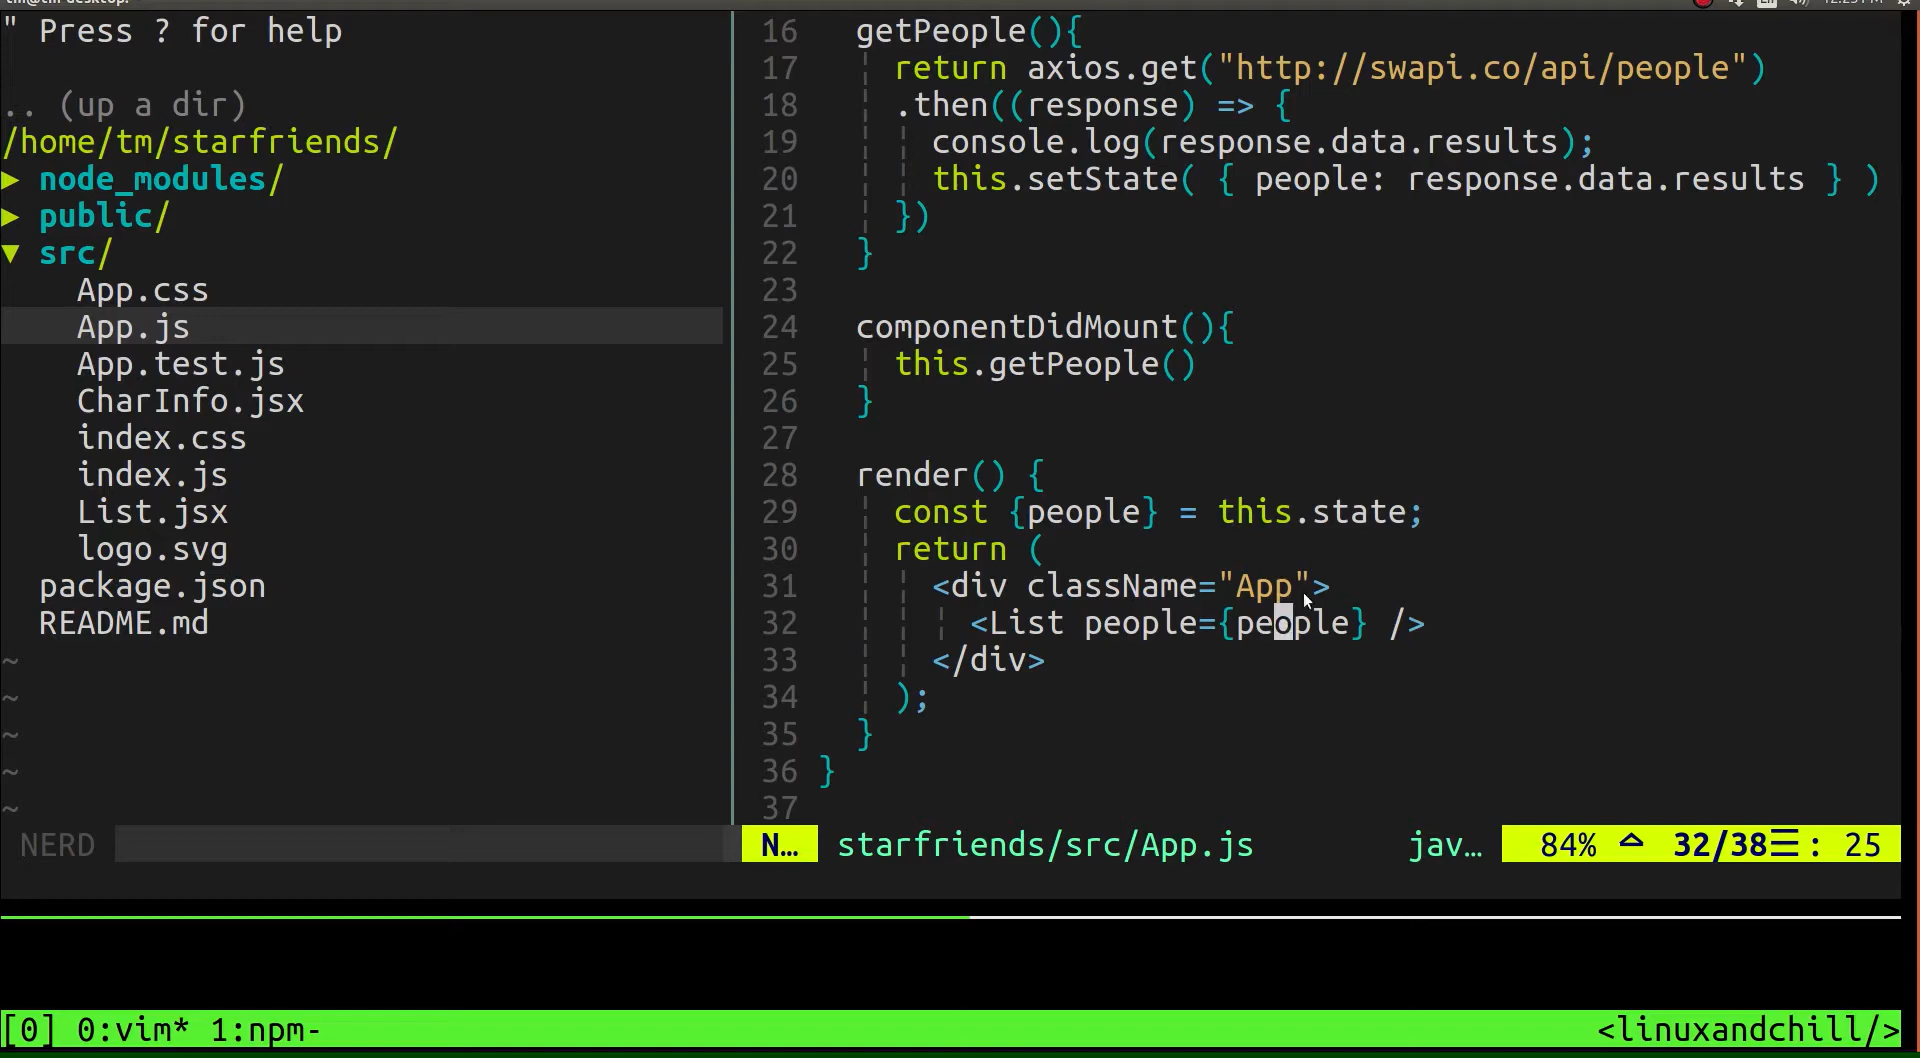 " Press ? for help
.. (up a dir)
/home/tm/starfriends/
▶ node_modules/
▶ public/
▼ src/
App.css
App.js
App.test.js
CharInfo.jsx
index.css
index.js
List.jsx
logo.svg
package.json
README.md
~
~
~
~
~
NERD
16 getPeople(){
17 return axios.get("http://swapi.co/api/people")
18 .then((response) => {
19 console.log(response.data.results);
20 this.setState( { people: response.data.results } )
21 })
22 }
23
24 componentDidMount(){
25 this.getPeople()
26 }
27
28 render() {
29 const {people} = this.state;
30 return (
31 <div className="App">
32 <List people={people} />
33 </div>
34 );
35 }
36 }
37
N… starfriends/src/App.js jav… 84% 32/38☰: 25
[0] 0:vim* 1:npm- <linuxandchill/>